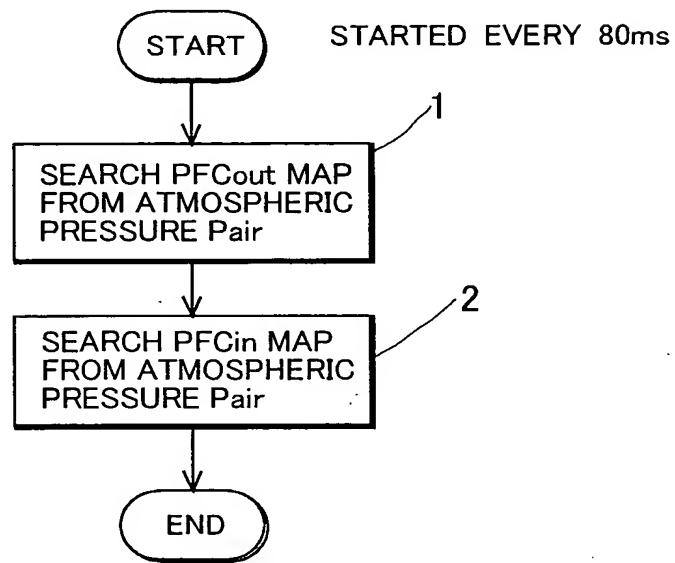 START
STARTED EVERY 80ms
1
SEARCH PFCout MAP
FROM ATMOSPHERIC
PRESSURE Pair
2
SEARCH PFCin MAP
FROM ATMOSPHERIC
PRESSURE Pair
END